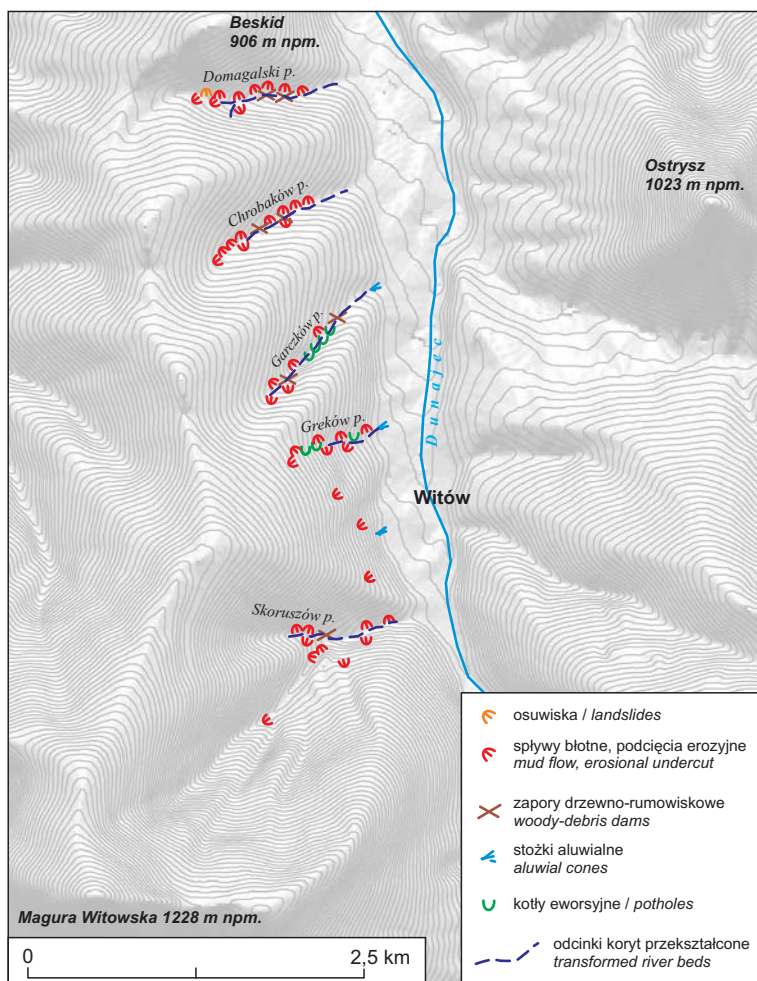 Beskid
906 m npm.
Domagalski p.
Ostrysz
1023 m npm.
Chrobaków p.
Garczków p.
Dunajec
Greków p.
Witów
Skoruszów p.
osuwiska / landslides
spływy błotne, podcięcia erozyjne
mud flow, erosional undercut
zapory drzewno-rumowiskowe
woody-debris dams
stożki aluwialne
aluwial cones
kotły eworsyjne / potholes
odcinki koryt przekształcone
transformed river beds
Magura Witowska 1228 m npm.
0 2,5 km